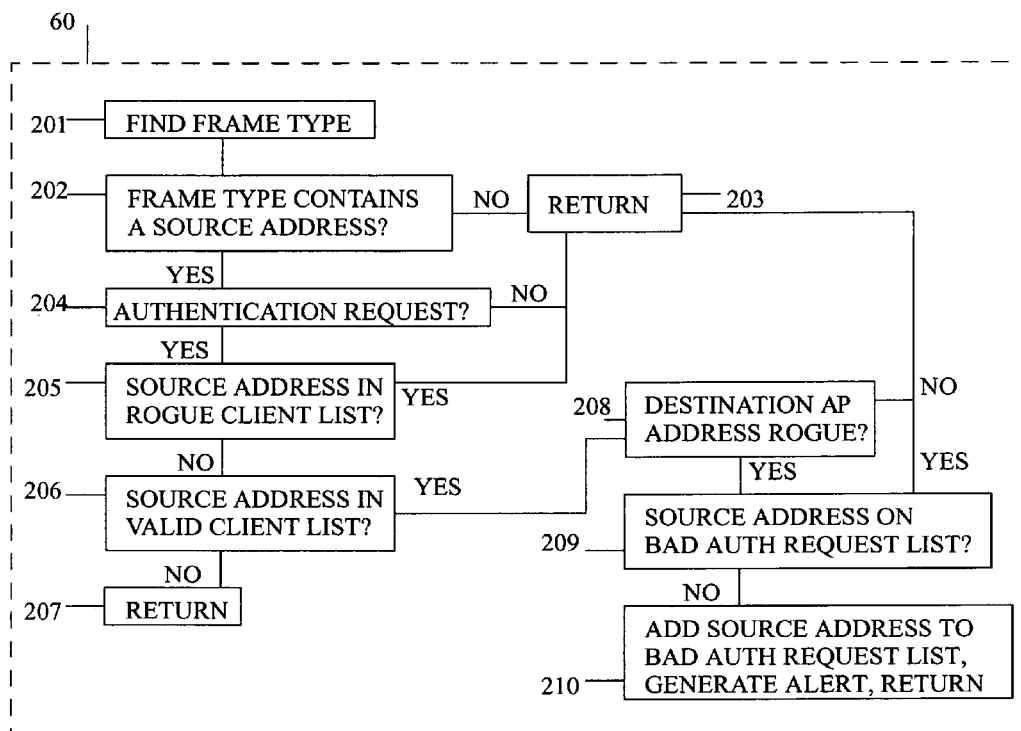 60
201
FIND FRAME TYPE
202
FRAME TYPE CONTAINS
A SOURCE ADDRESS?
NO
RETURN
203
YES
204
AUTHENTICATION REQUEST?
NO
YES
205
SOURCE ADDRESS IN
ROGUE CLIENT LIST?
YES
NO
206
SOURCE ADDRESS IN
VALID CLIENT LIST?
YES
NO
207
RETURN
208
DESTINATION AP
ADDRESS ROGUE?
NO
YES
YES
209
SOURCE ADDRESS ON
BAD AUTH REQUEST LIST?
NO
210
ADD SOURCE ADDRESS TO
BAD AUTH REQUEST LIST,
GENERATE ALERT, RETURN